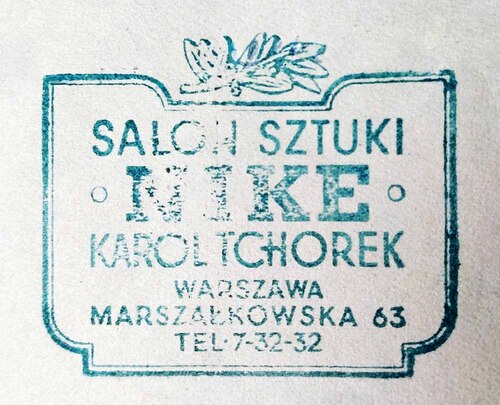 SALON SZTUKI
NIKE
KAROL TCHOREK
WARSZAWA
MARSZAŁKOWSKA 63
TEL·7-32-32